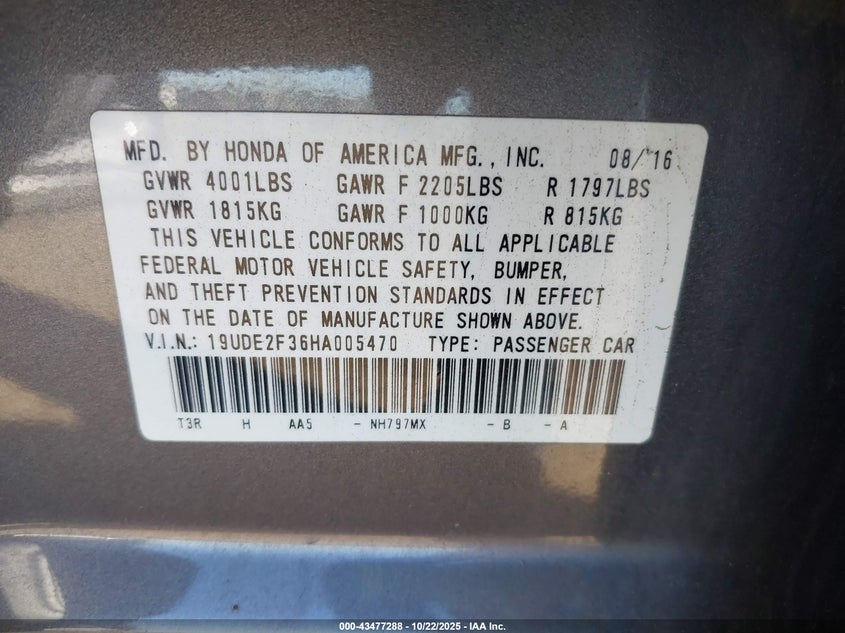 MFD. BY HONDA OF AMERICA MFG., INC. 08/'16
GVWR 4001LBS GAWR F 2205LBS R 1797LBS
GVWR 1815KG GAWR F 1000KG R 815KG
THIS VEHICLE CONFORMS TO ALL APPLICABLE
FEDERAL MOTOR VEHICLE SAFETY, BUMPER,
AND THEFT PREVENTION STANDARDS IN EFFECT
ON THE DATE OF MANUFACTURE SHOWN ABOVE.
V.I.N.: 19UDE2F36HA005470 TYPE: PASSENGER CAR
T3R H AA5 - NH797MX - B - A
000-43477288 | 10/22/2025 - IAA Inc.